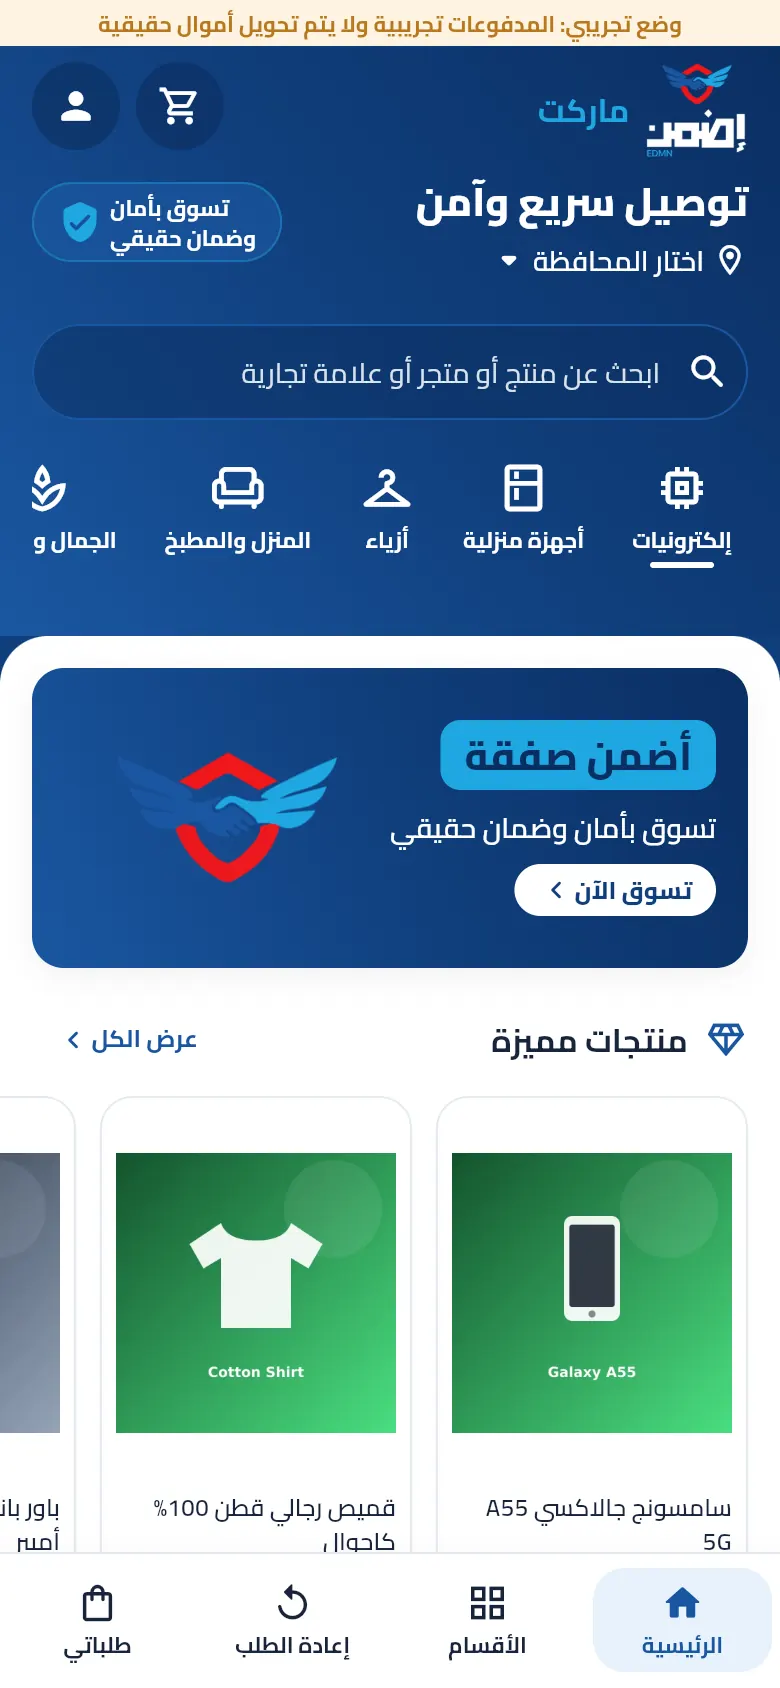 وضع تجريبي: المدفوعات تجريبية ولا يتم تحويل أموال حقيقية
إضمن
EDMN
ماركت
توصيل سريع وآمن
اختار المحافظة
تسوق بأمان
وضمان حقيقي
ابحث عن منتج أو متجر أو علامة تجارية
إلكترونيات
أجهزة منزلية
أزياء
المنزل والمطبخ
الجمال و
أضمن صفقة
تسوق بأمان وضمان حقيقي
تسوق الآن
منتجات مميزة
عرض الكل
Galaxy A55
سامسونج جالاكسي A55
5G
Cotton Shirt
قميص رجالي قطن 100%
كاجوال
باور بان
أمبير
الرئيسية
الأقسام
إعادة الطلب
طلباتي